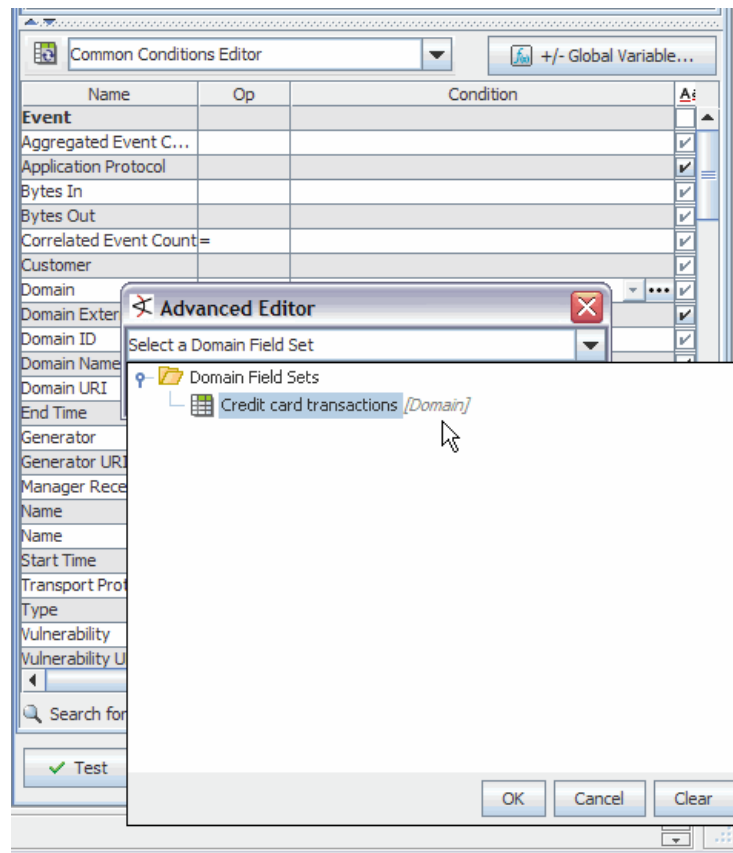 Common Conditions Editor
+/- Global Variable...
Name Op Condition
Event
Aggregated Event C...
Application Protocol
Bytes In
Bytes Out
Correlated Event Count =
Customer
Domain
Domain Exter
Domain ID
Domain Name
Domain URI
End Time
Generator
Generator URI
Manager Rece
Name
Name
Start Time
Transport Prot
Type
Vulnerability
Vulnerability U
Search for
Test
Advanced Editor
Select a Domain Field Set
Domain Field Sets
Credit card transactions [Domain]
OK Cancel Clear